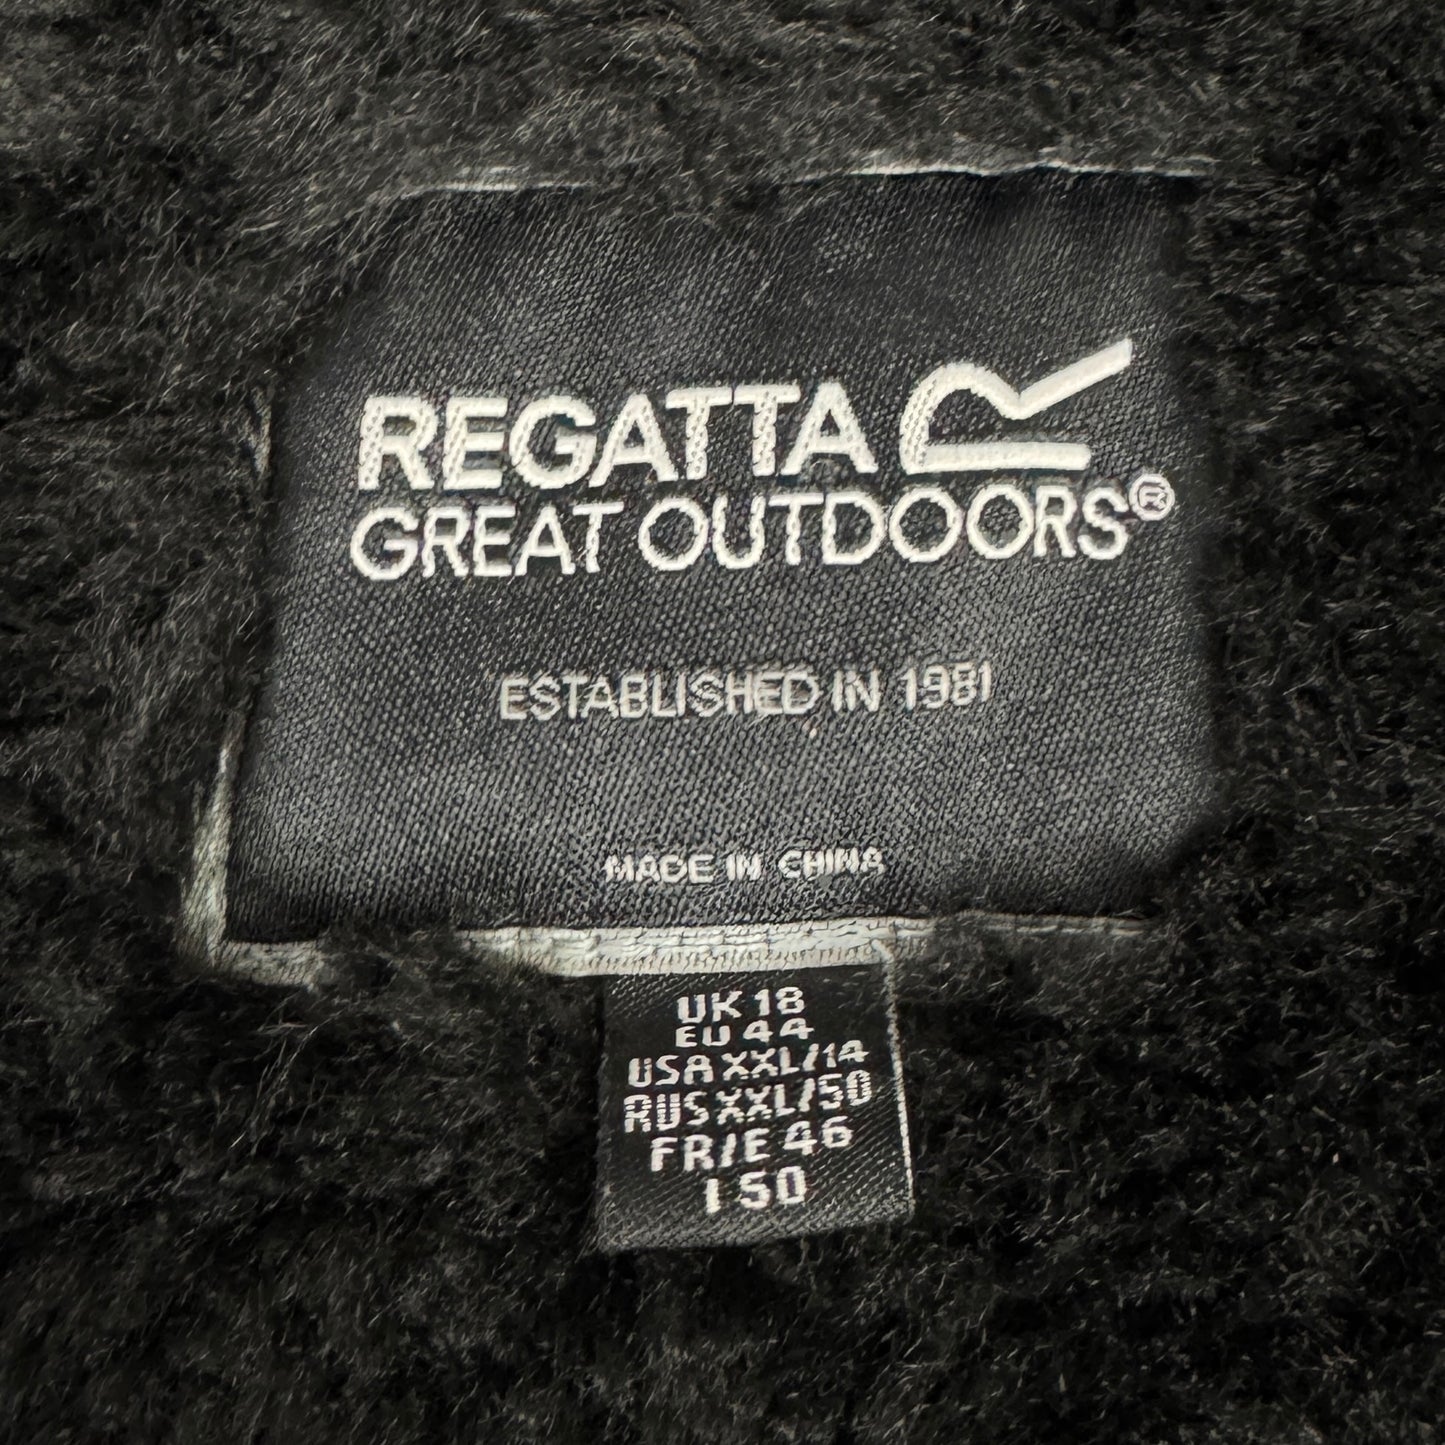 REGATTA
GREAT OUTDOORS®
ESTABLISHED IN 1981
MADE IN CHINA
UK 18
EU 44
USA XXL/14
RUS XXL/50
FR/E 46
I 50